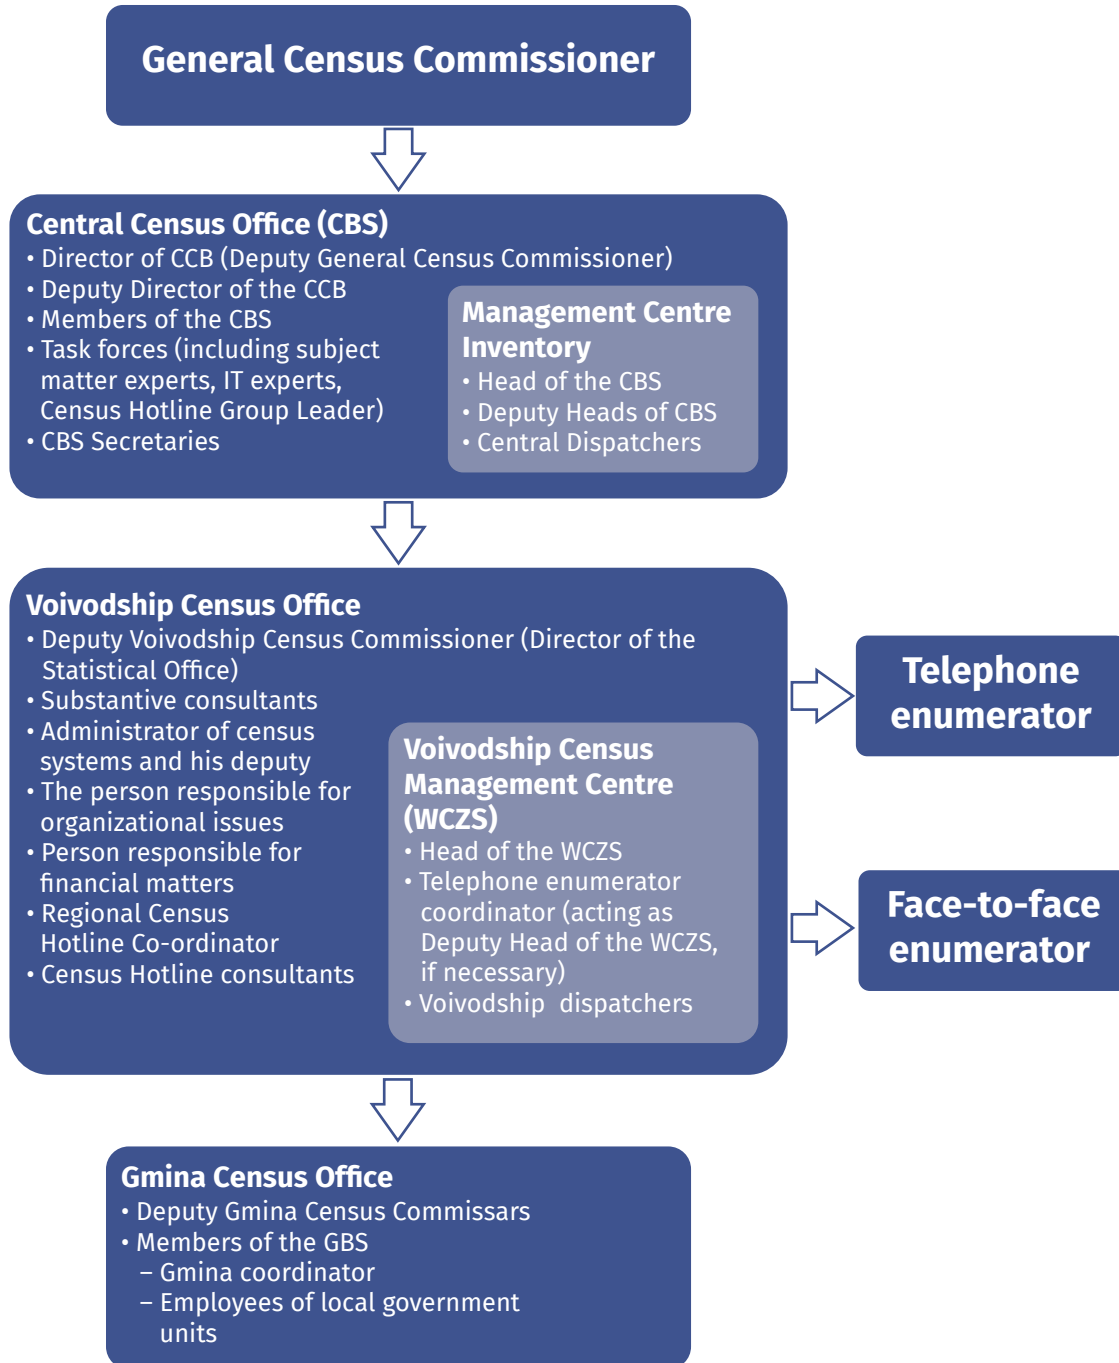 General Census Commissioner
Central Census Office (CBS)
• Director of CCB (Deputy General Census Commissioner)
• Deputy Director of the CCB
• Members of the CBS
• Task forces (including subject
matter experts, IT experts,
Census Hotline Group Leader)
• CBS Secretaries
Management Centre
Inventory
• Head of the CBS
• Deputy Heads of CBS
• Central Dispatchers
Voivodship Census Office
• Deputy Voivodship Census Commissioner (Director of the
Statistical Office)
• Substantive consultants
• Administrator of census
systems and his deputy
• The person responsible for
organizational issues
• Person responsible for
financial matters
• Regional Census
Hotline Co-ordinator
• Census Hotline consultants
Voivodship Census
Management Centre
(WCZS)
• Head of the WCZS
• Telephone enumerator
coordinator (acting as
Deputy Head of the WCZS,
if necessary)
• Voivodship dispatchers
Telephone
enumerator
Face-to-face
enumerator
Gmina Census Office
• Deputy Gmina Census Commissars
• Members of the GBS
– Gmina coordinator
– Employees of local government
units